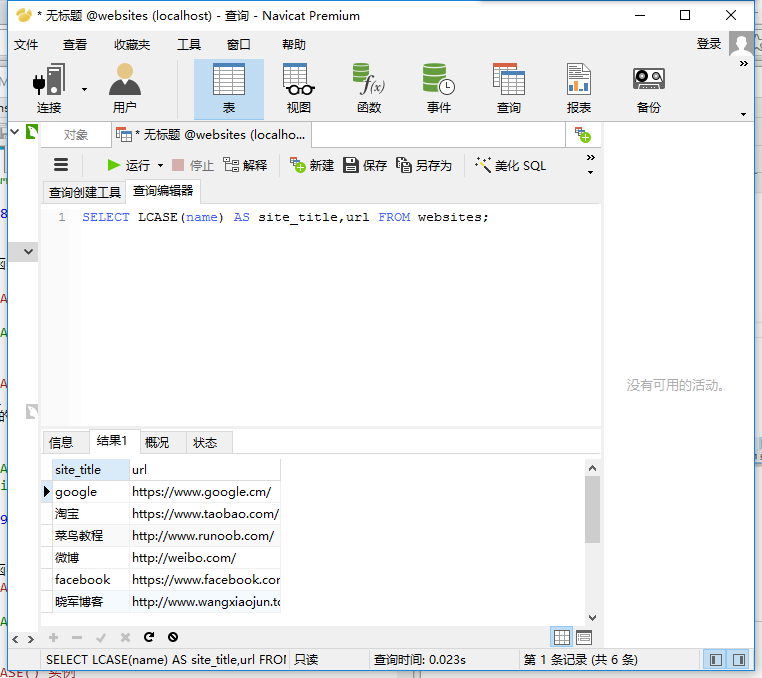 * 无标题 @websites (localhost) - 查询 - Navicat Premium
文件 查看 收藏夹 工具 窗口 帮助 登录
连接 用户 表 视图 函数 事件 查询 报表 备份
对象 * 无标题 @websites (localho...
运行 停止 解释 新建 保存 另存为 美化 SQL
查询创建工具 查询编辑器
1 SELECT LCASE(name) AS site_title,url FROM websites;
没有可用的活动。
信息 结果1 概况 状态
site_title url
google https://www.google.cm/
淘宝 https://www.taobao.com/
菜鸟教程 http://www.runoob.com/
微博 http://weibo.com/
facebook https://www.facebook.com
晓军博客 http://www.wangxiaojun.to
SELECT LCASE(name) AS site_title,url FROM 只读 查询时间: 0.023s 第 1 条记录 (共 6 条)
ASE() 实例